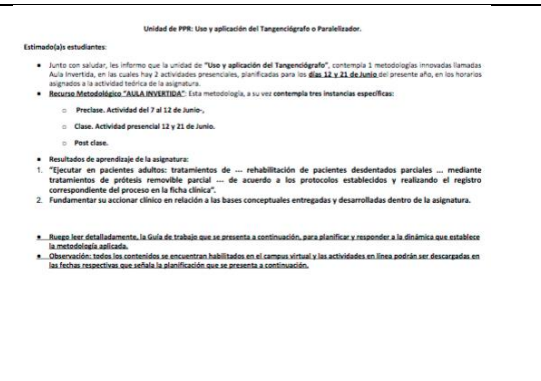 Unidad de PPR: Uso y aplicación del Tangenciógrafo o Paralelizador.
Estimado(a)s estudiantes:
• Junto con saludar, les informo que la unidad de "Uso y aplicación del Tangenciógrafo", contempla 1 metodologías innovadas llamadas
Aula Invertida, en las cuales hay 2 actividades presenciales, planificadas para los días 12 y 21 de Junio del presente año, en los horarios
asignados a la actividad teórica de la asignatura.
• Recurso Metodológico "AULA INVERTIDA": Esta metodología, a su vez contempla tres instancias específicas:
○ Preclase. Actividad del 7 al 12 de Junio-,
○ Clase. Actividad presencial 12 y 21 de Junio.
○ Post clase.
• Resultados de aprendizaje de la asignatura:
1. "Ejecutar en pacientes adultos: tratamientos de --- rehabilitación de pacientes desdentados parciales ... mediante
tratamientos de prótesis removible parcial --- de acuerdo a los protocolos establecidos y realizando el registro
correspondiente del proceso en la ficha clínica".
2. Fundamentar su accionar clínico en relación a las bases conceptuales entregadas y desarrolladas dentro de la asignatura.
• Ruego leer detalladamente, la Guía de trabajo que se presenta a continuación, para planificar y responder a la dinámica que establece
la metodología aplicada.
• Observación: todos los contenidos se encuentran habilitados en el campus virtual y las actividades en línea podrán ser descargadas en
las fechas respectivas que señala la planificación que se presenta a continuación.